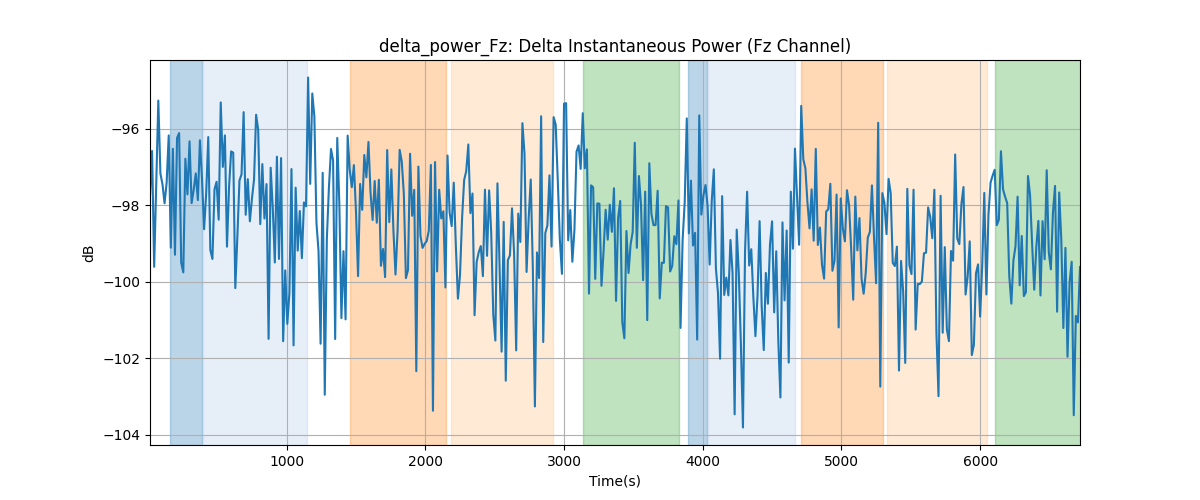 delta_power_Fz: Delta Instantaneous Power (Fz Channel)
dB
−96
−98
−100
−102
−104
1000 2000 3000 4000 5000 6000
Time(s)